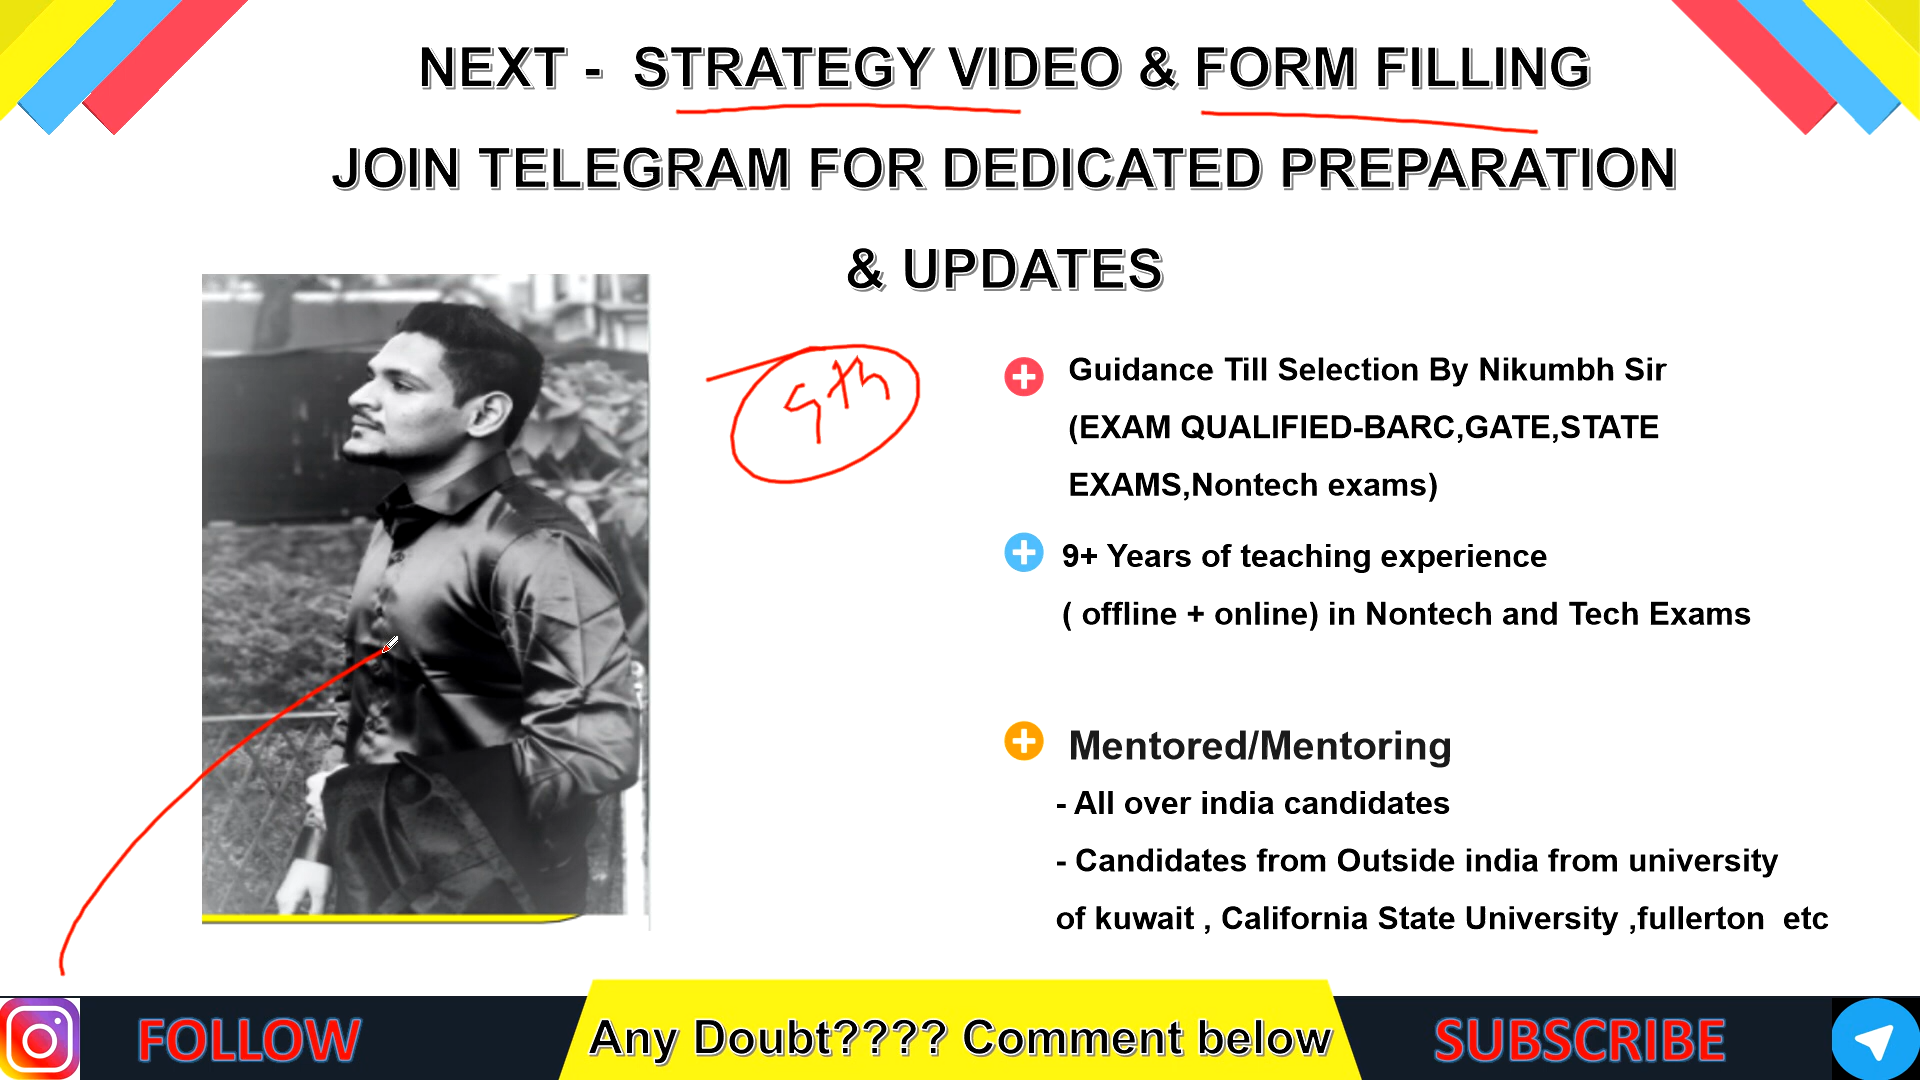 NEXT - STRATEGY VIDEO & FORM FILLING
JOIN TELEGRAM FOR DEDICATED PREPARATION
& UPDATES
9th
Guidance Till Selection By Nikumbh Sir
(EXAM QUALIFIED-BARC,GATE,STATE
EXAMS,Nontech exams)
9+ Years of teaching experience
( offline + online) in Nontech and Tech Exams
Mentored/Mentoring
- All over india candidates
- Candidates from Outside india from university
of kuwait , California State University ,fullerton etc
FOLLOW
Any Doubt???? Comment below
SUBSCRIBE